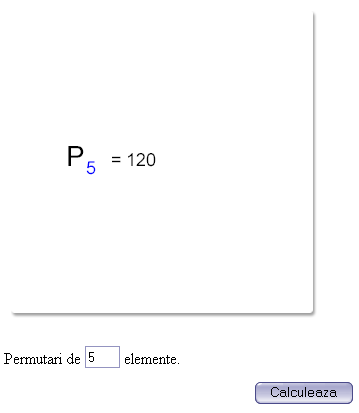 P5 = 120
Permutari de 5 elemente.
Calculeaza